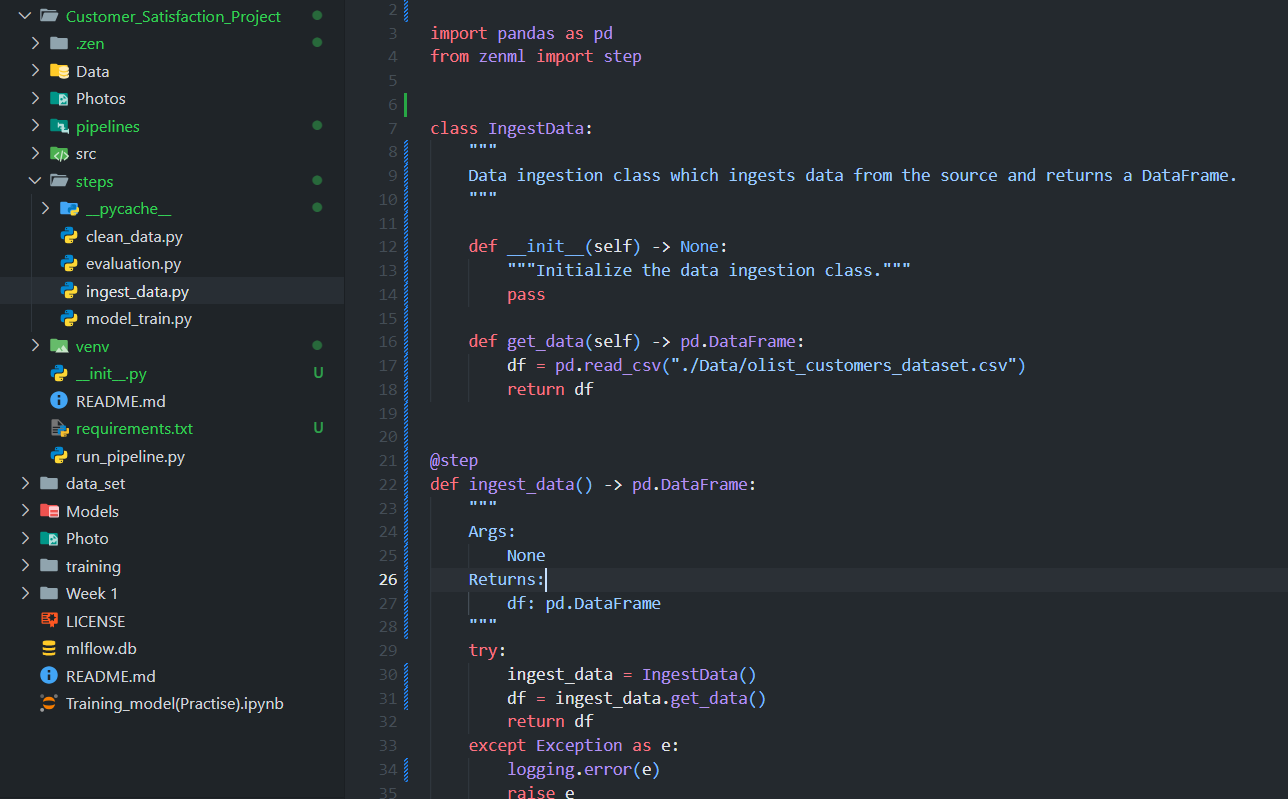 Customer_Satisfaction_Project
.zen
Data
Photos
pipelines
src
steps
__pycache__
clean_data.py
evaluation.py
ingest_data.py
model_train.py
venv
__init__.py U
README.md
requirements.txt U
run_pipeline.py
data_set
Models
Photo
training
Week 1
LICENSE
mlflow.db
README.md
Training_model(Practise).ipynb
2
3 import pandas as pd
4 from zenml import step
5
6
7 class IngestData:
8     """
9     Data ingestion class which ingests data from the source and returns a DataFrame.
10     """
11
12     def __init__(self) -> None:
13         """Initialize the data ingestion class."""
14         pass
15
16     def get_data(self) -> pd.DataFrame:
17         df = pd.read_csv("./Data/olist_customers_dataset.csv")
18         return df
19
20
21 @step
22 def ingest_data() -> pd.DataFrame:
23     """
24     Args:
25         None
26     Returns:
27         df: pd.DataFrame
28     """
29     try:
30         ingest_data = IngestData()
31         df = ingest_data.get_data()
32         return df
33     except Exception as e:
34         logging.error(e)
35         raise e